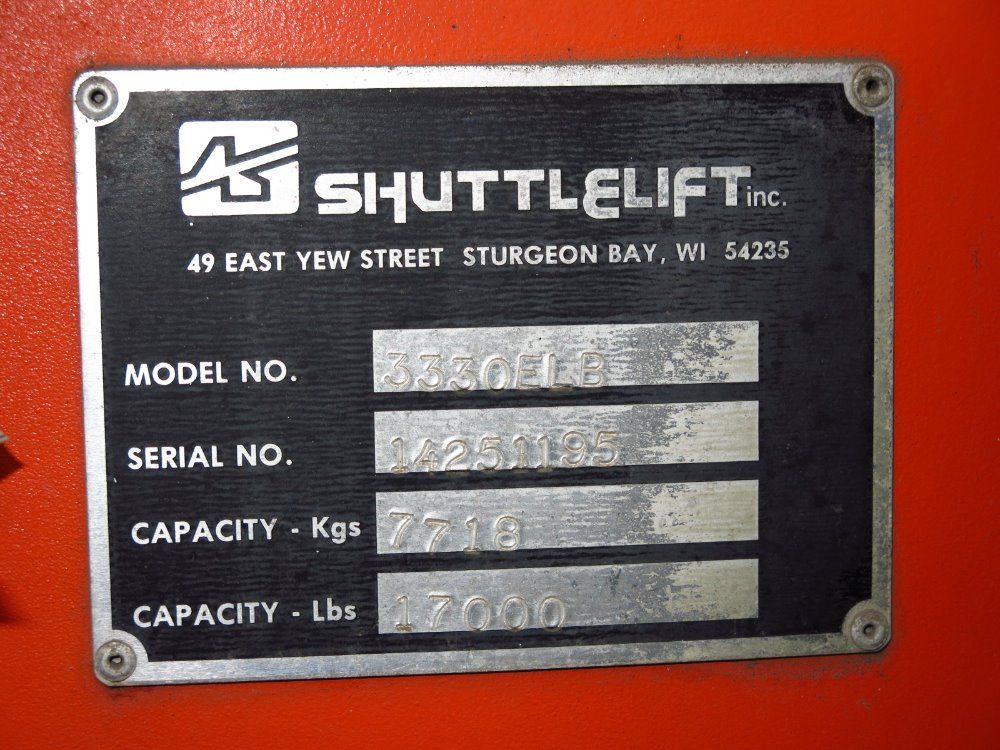 SHUTTLELIFT inc.
49 EAST YEW STREET STURGEON BAY, WI 54235
MODEL NO. 3330ELB
SERIAL NO. 14251195
CAPACITY - Kgs 7718
CAPACITY - Lbs 17000